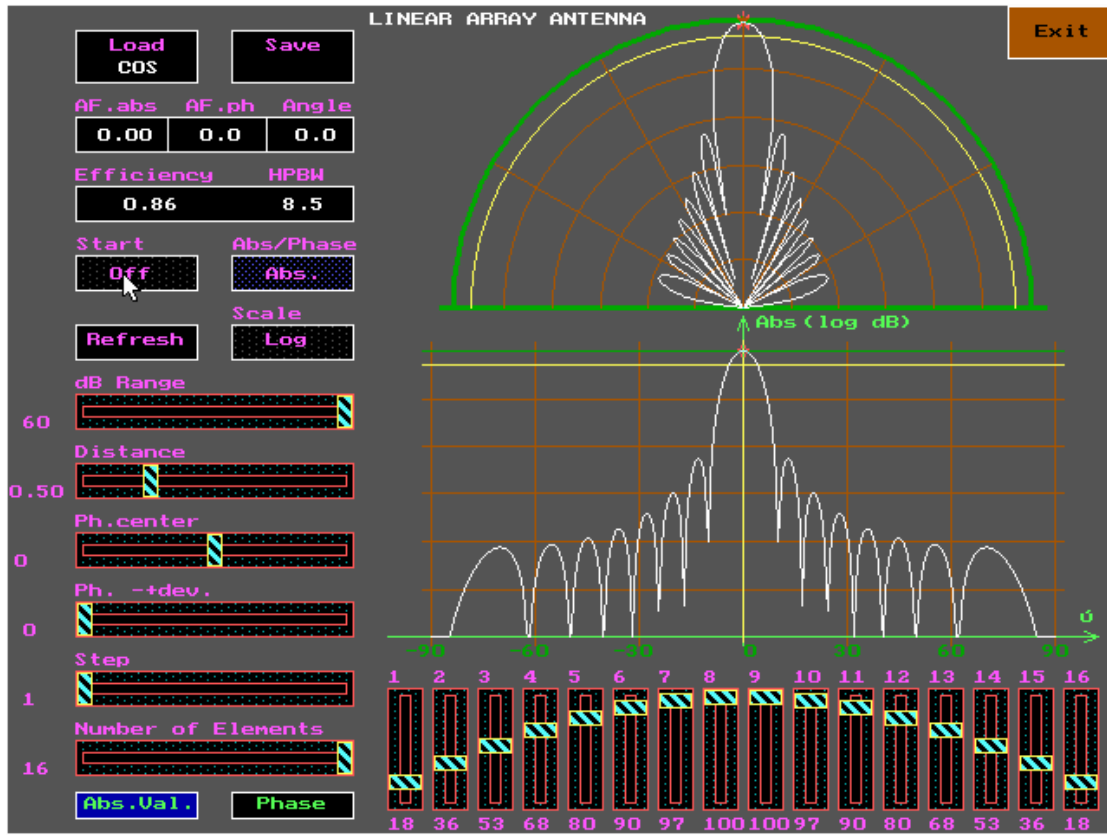 LINEAR ARRAY ANTENNA
Exit
Load
COS
Save
AF.abs AF.ph Angle
0.00 0.0 0.0
Efficiency HPBW
0.86 8.5
Start Abs/Phase
Off Abs.
Scale
Refresh Log
dB Range
60
Distance
0.50
Ph.center
0
Ph. -+dev.
0
Step
1
Number of Elements
16
Abs.Val. Phase
Abs(log dB)
ú
-90 -60 -30 0 30 60 90
1 2 3 4 5 6 7 8 9 10 11 12 13 14 15 16
18 36 53 68 80 90 97 100 100 97 90 80 68 53 36 18